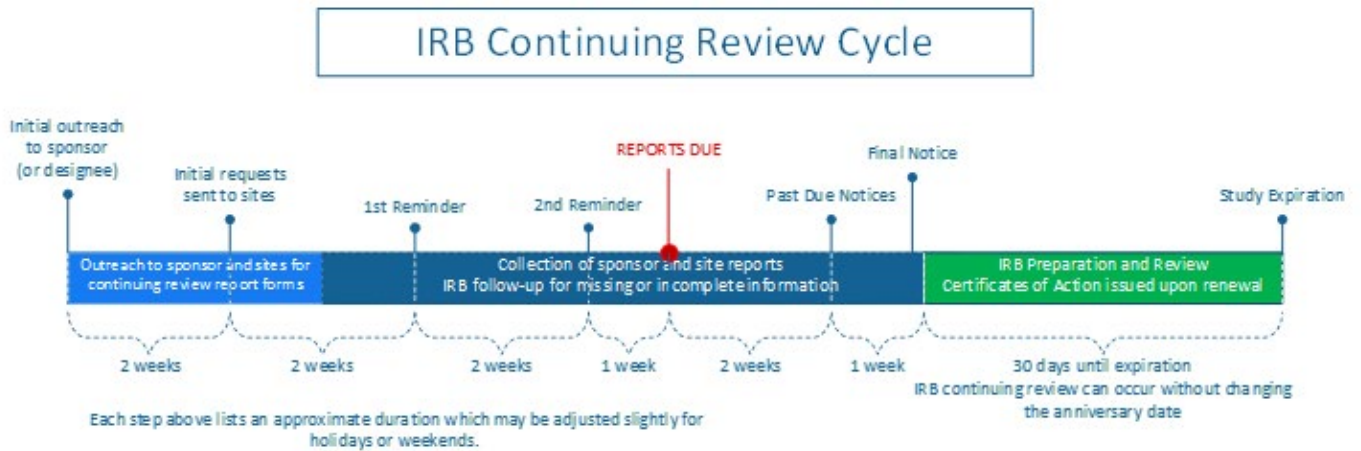 IRB Continuing Review Cycle
Initial outreach
to sponsor
(or designee)
Initial requests
sent to sites
1st Reminder
2nd Reminder
REPORTS DUE
Past Due Notices
Final Notice
Study Expiration
Outreach to sponsor and sites for
continuing review report forms
Collection of sponsor and site reports
IRB follow-up for missing or incomplete information
IRB Preparation and Review
Certificates of Action issued upon renewal
2 weeks
2 weeks
2 weeks
1 week
2 weeks
1 week
30 days until expiration
IRB continuing review can occur without changing
the anniversary date
Each step above lists an approximate duration which may be adjusted slightly for
holidays or weekends.